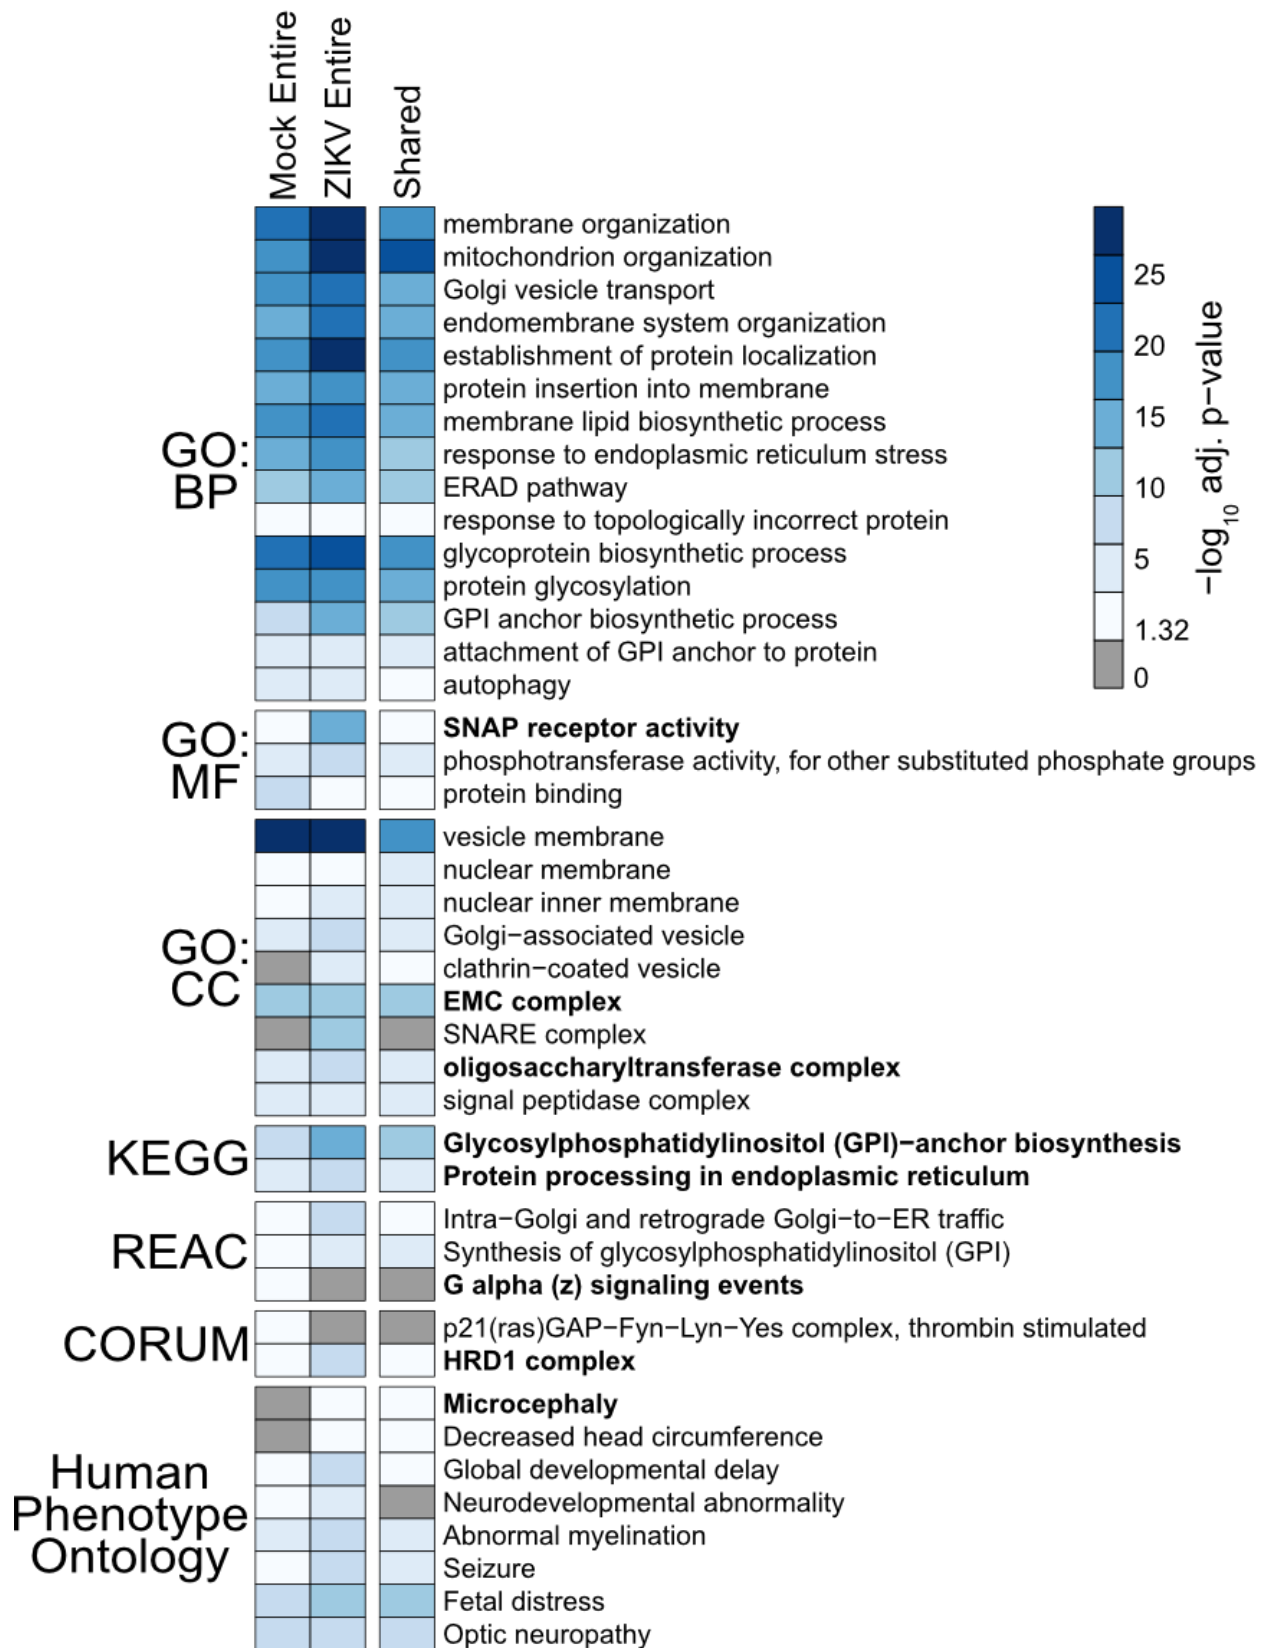 Mock Entire
ZIKV Entire
Shared
GO:
BP
membrane organization
mitochondrion organization
Golgi vesicle transport
endomembrane system organization
establishment of protein localization
protein insertion into membrane
membrane lipid biosynthetic process
response to endoplasmic reticulum stress
ERAD pathway
response to topologically incorrect protein
glycoprotein biosynthetic process
protein glycosylation
GPI anchor biosynthetic process
attachment of GPI anchor to protein
autophagy
GO:
MF
SNAP receptor activity
phosphotransferase activity, for other substituted phosphate groups
protein binding
GO:
CC
vesicle membrane
nuclear membrane
nuclear inner membrane
Golgi−associated vesicle
clathrin−coated vesicle
EMC complex
SNARE complex
oligosaccharyltransferase complex
signal peptidase complex
KEGG
Glycosylphosphatidylinositol (GPI)−anchor biosynthesis
Protein processing in endoplasmic reticulum
REAC
Intra−Golgi and retrograde Golgi−to−ER traffic
Synthesis of glycosylphosphatidylinositol (GPI)
G alpha (z) signaling events
CORUM
p21(ras)GAP−Fyn−Lyn−Yes complex, thrombin stimulated
HRD1 complex
Human
Phenotype
Ontology
Microcephaly
Decreased head circumference
Global developmental delay
Neurodevelopmental abnormality
Abnormal myelination
Seizure
Fetal distress
Optic neuropathy
25
20
15
10
5
1.32
0
−log10 adj. p−value